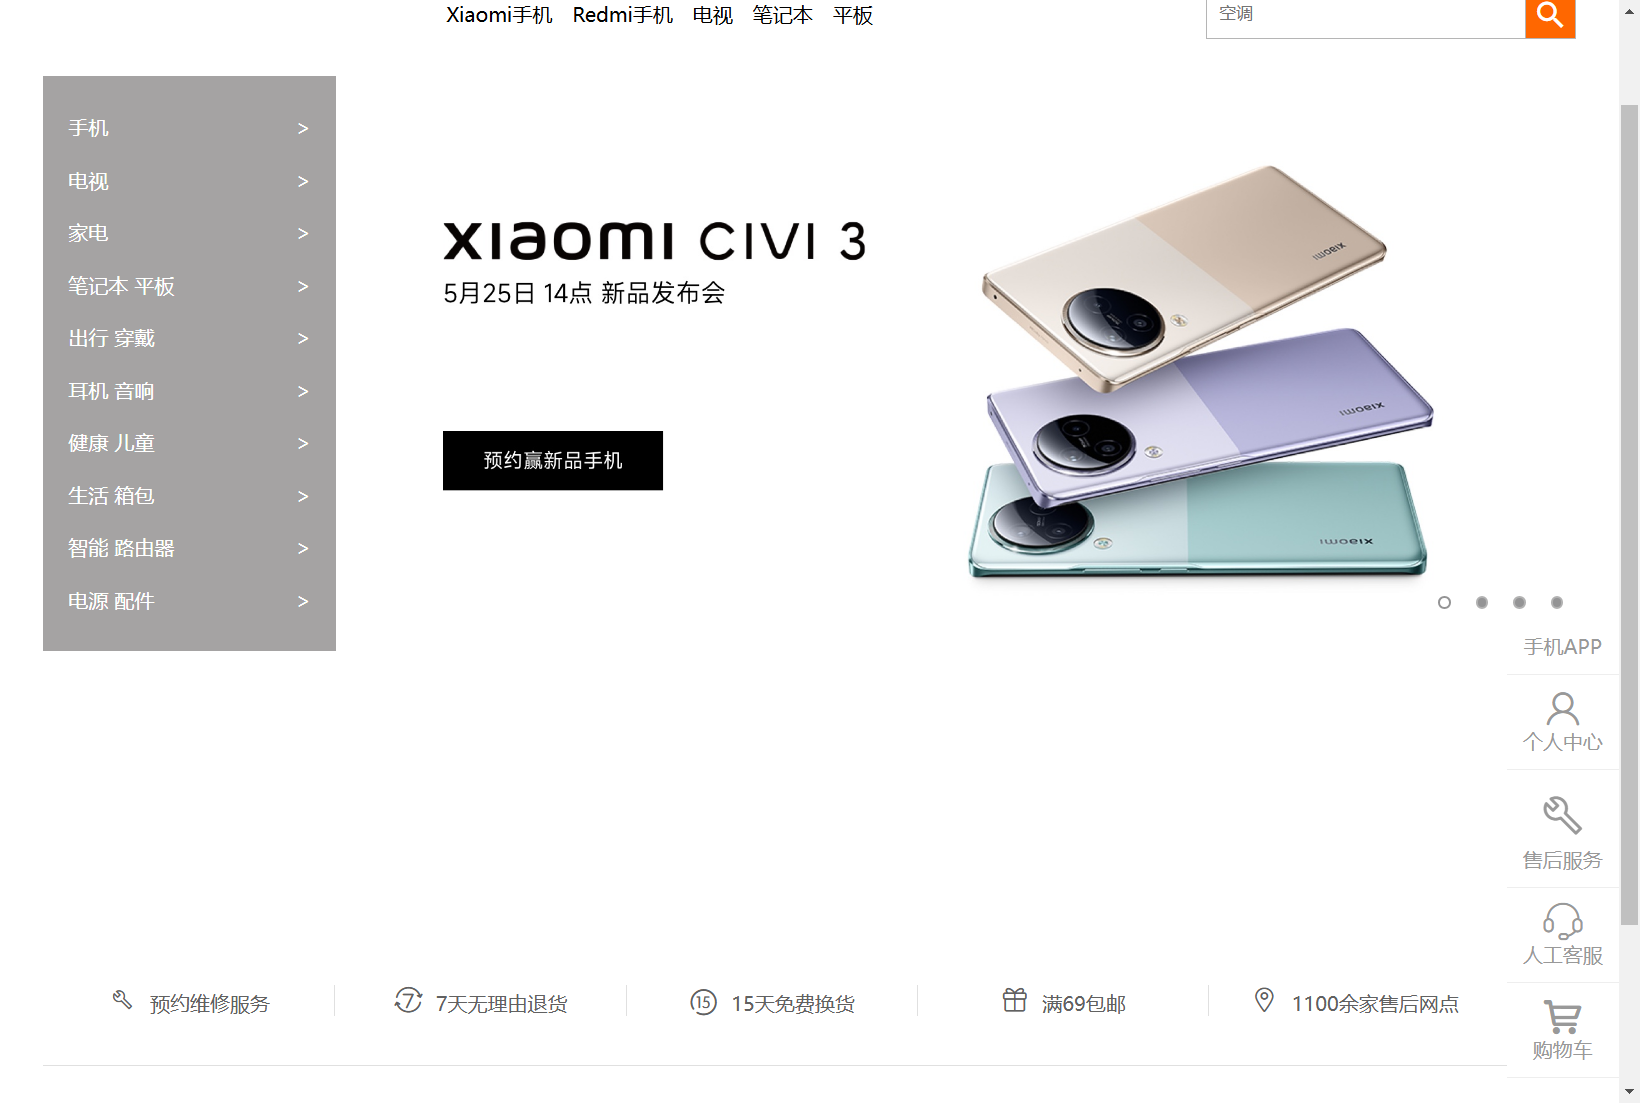 Xiaomi手机 Redmi手机 电视 笔记本 平板
空调
手机 >
电视 >
家电 >
笔记本 平板 >
出行 穿戴 >
耳机 音响 >
健康 儿童 >
生活 箱包 >
智能 路由器 >
电源 配件 >
xiaomi CIVI 3
5月25日 14点 新品发布会
预约赢新品手机
xiaomi
xiaomi
xiaomi
手机APP
个人中心
售后服务
人工客服
购物车
预约维修服务
7 7天无理由退货
15 15天免费换货
满69包邮
1100余家售后网点